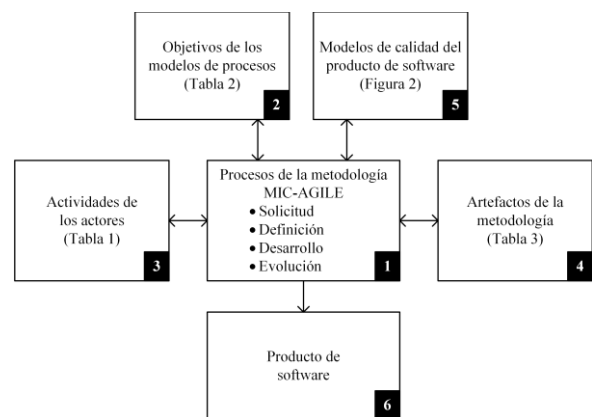 Objetivos de los
modelos de procesos
(Tabla 2)
2
Modelos de calidad del
producto de software
(Figura 2)
5
Actividades de
los actores
(Tabla 1)
3
Procesos de la metodología
MIC-AGILE
• Solicitud
• Definición
• Desarrollo
• Evolución
1
Artefactos de la
metodología
(Tabla 3)
4
Producto de
software
6